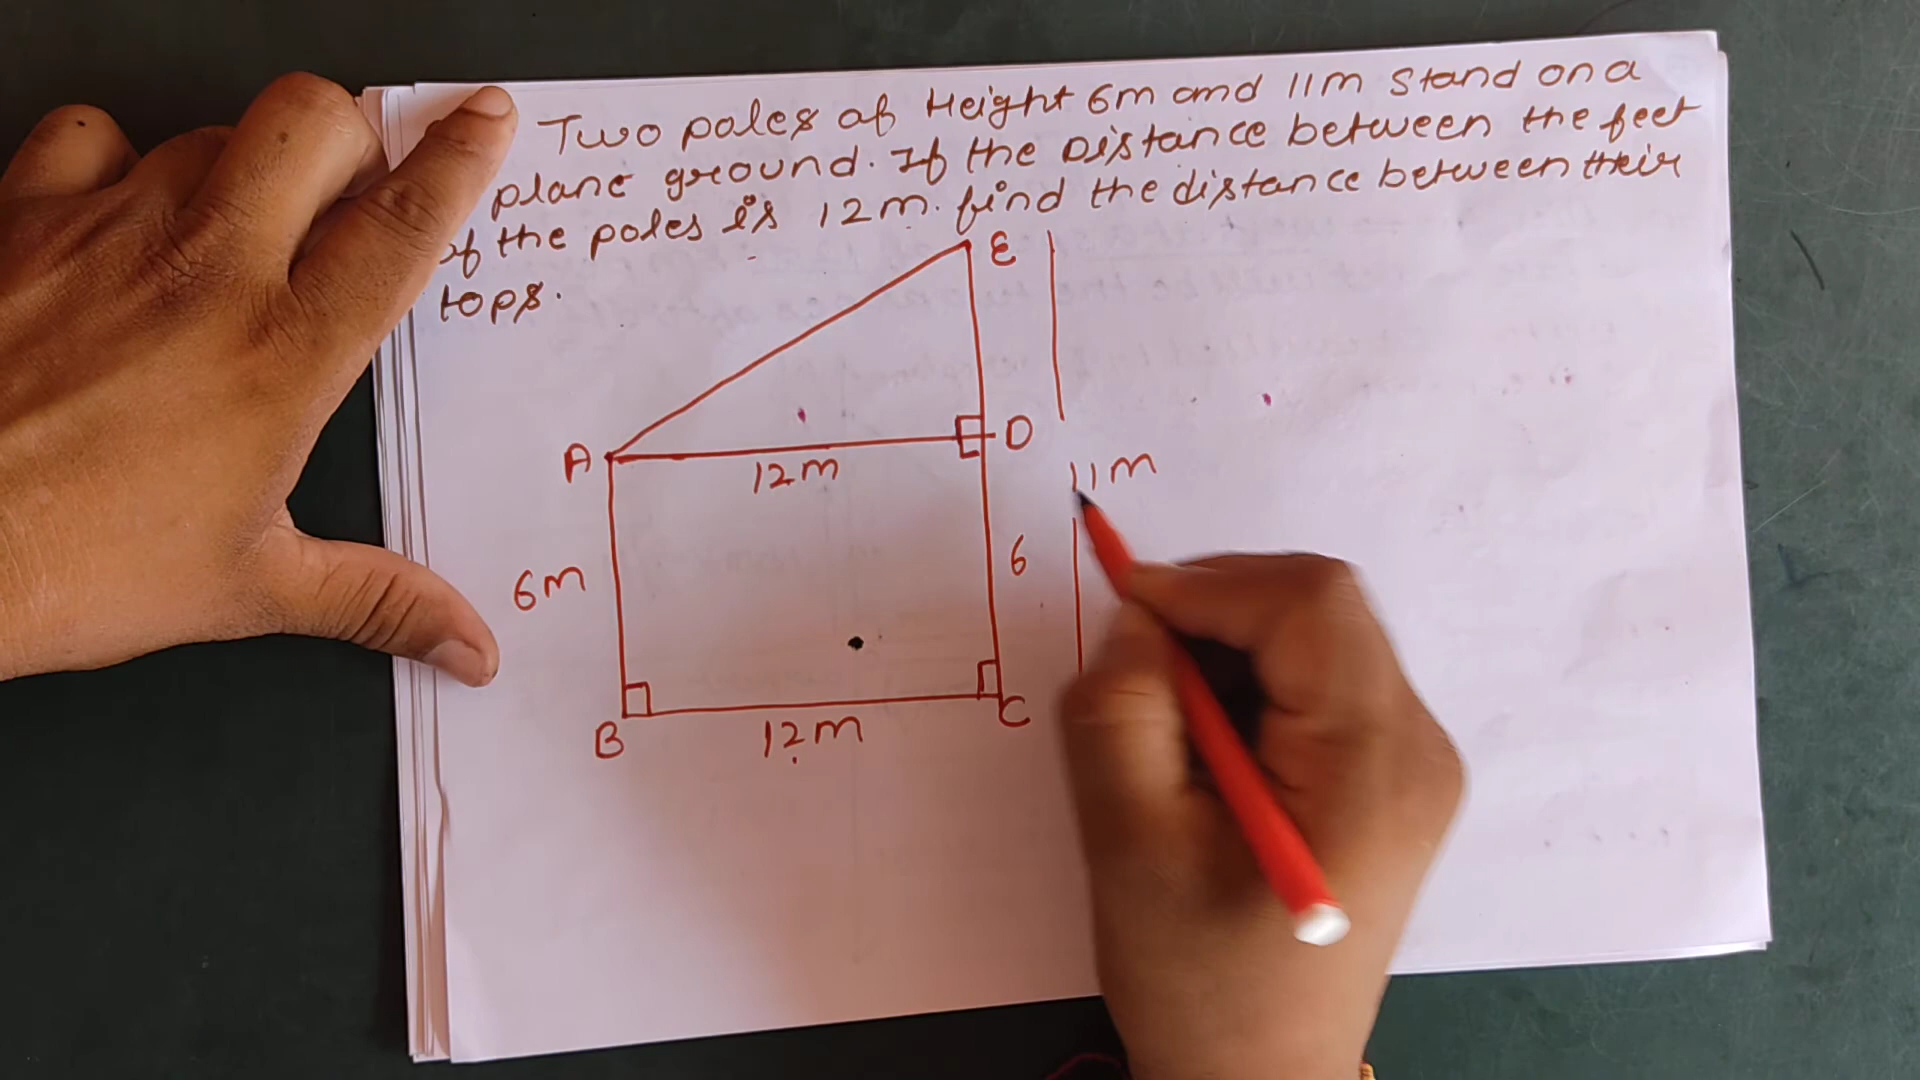 Two poles of Height 6m and 11m Stand on a
plane ground. If the Distance between the feet
of the poles is 12m. find the distance between their
tops.
E
A
D
12m
11m
6m
6
B
12m
C